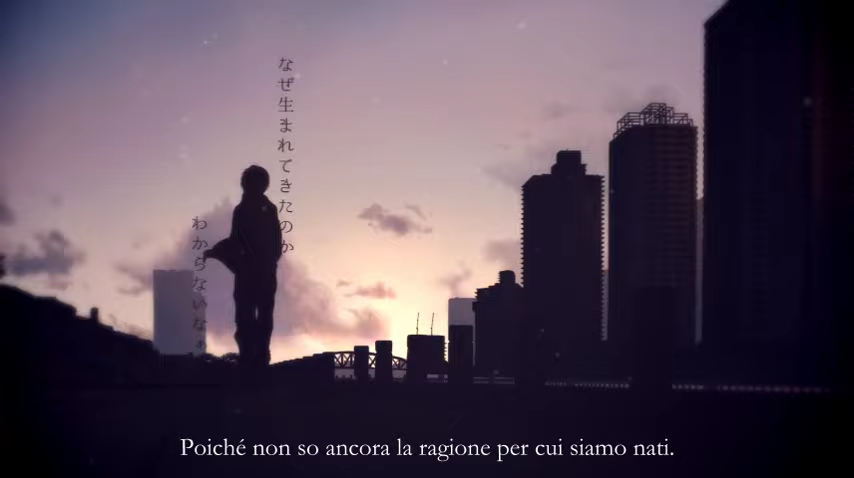 なぜ生まれてきたのか
わからないなぁ
Poiché non so ancora la ragione per cui siamo nati.